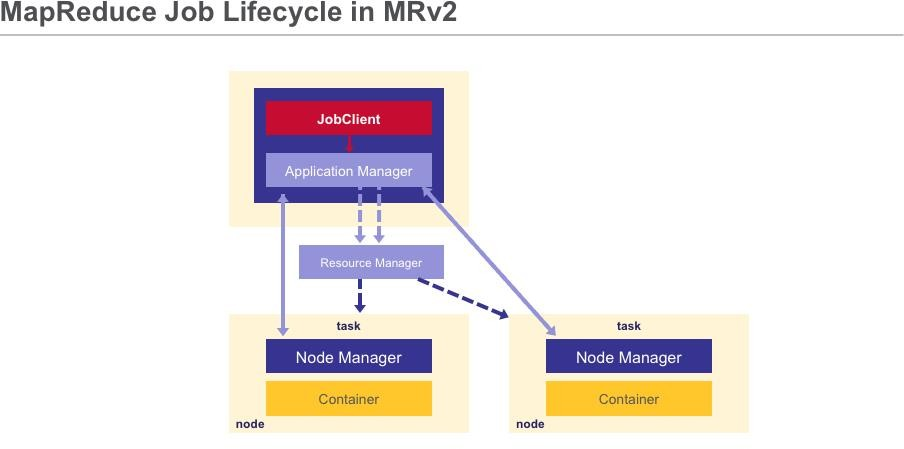 MapReduce Job Lifecycle in MRv2
JobClient
Application Manager
Resource Manager
task
Node Manager
Container
node
task
Node Manager
Container
node